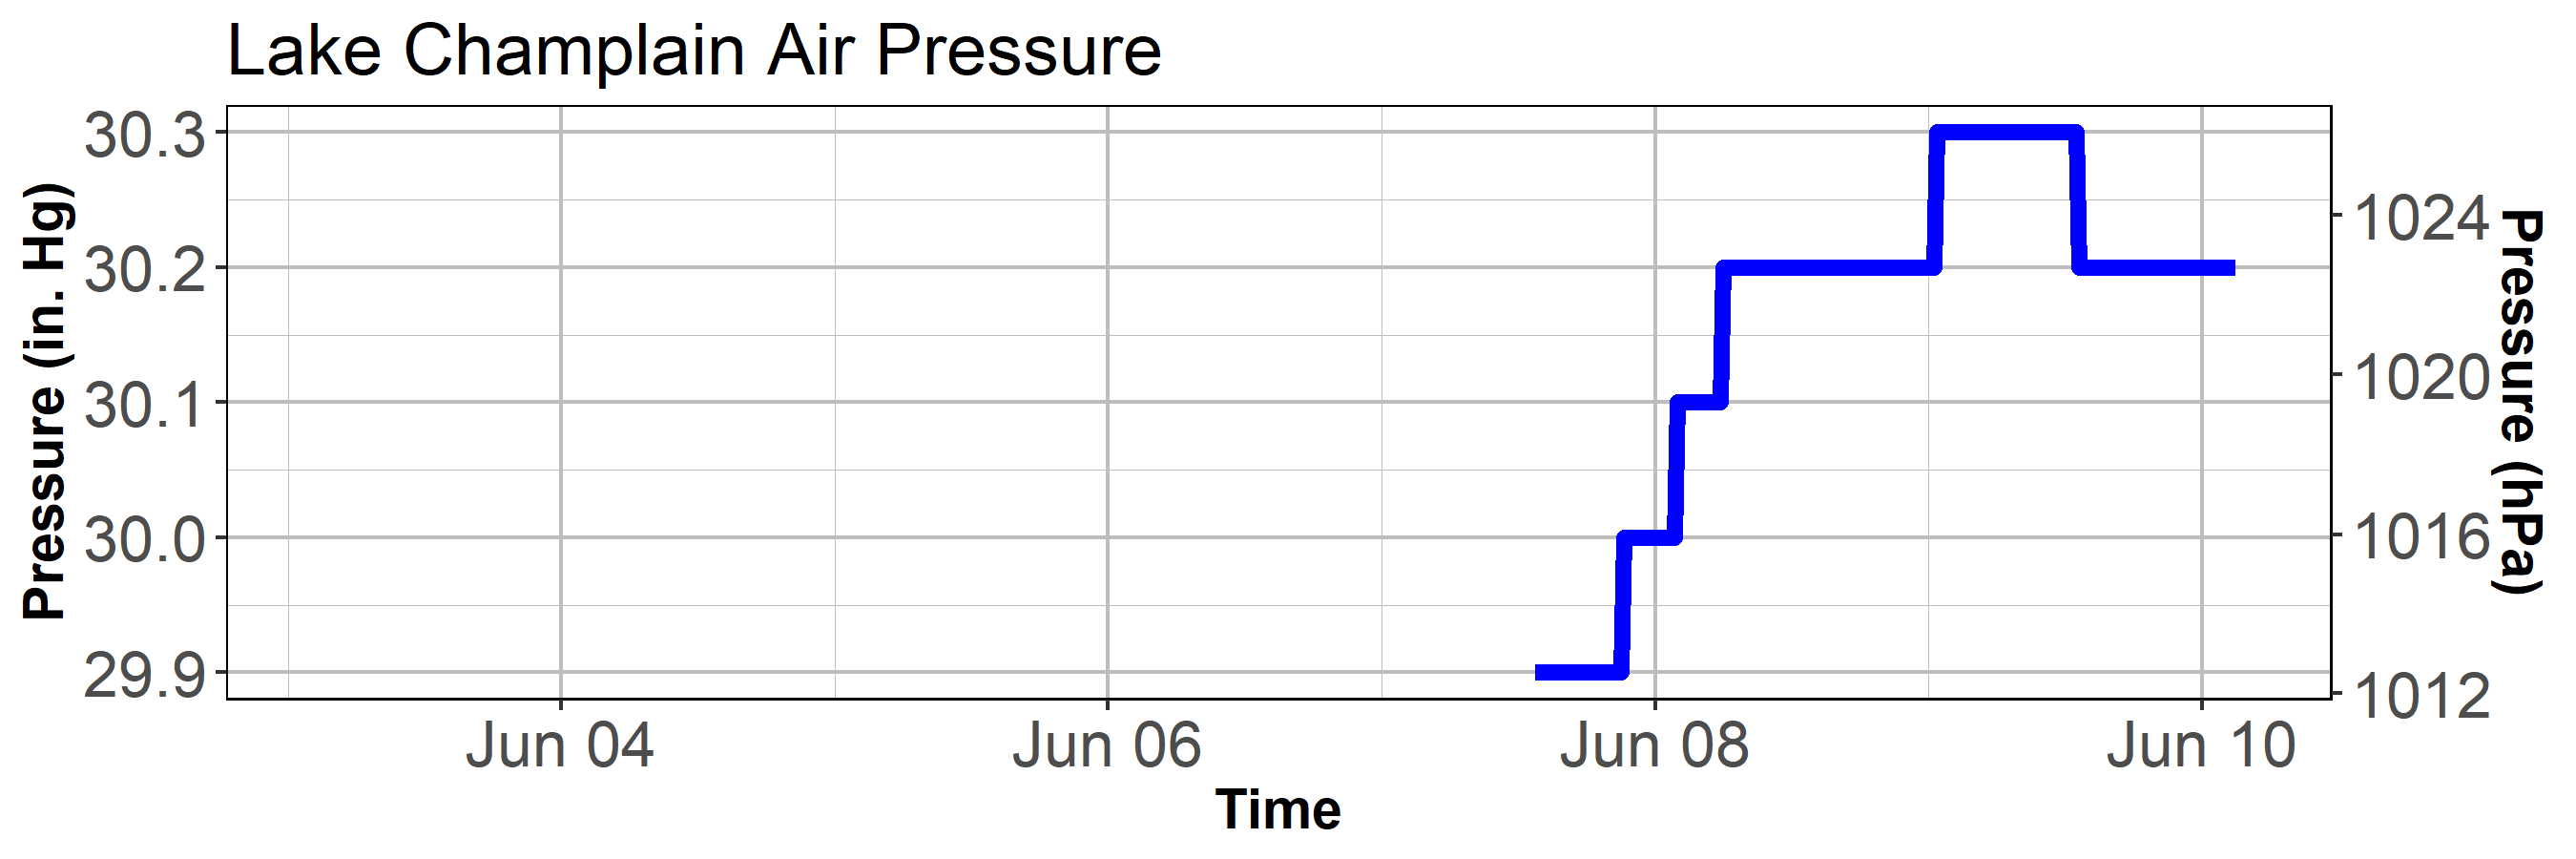 Lake Champlain Air Pressure
Pressure (in. Hg)
30.3
30.2
30.1
30.0
29.9
1024
1020
1016
1012
Pressure (hPa)
Jun 04 Jun 06 Jun 08 Jun 10
Time